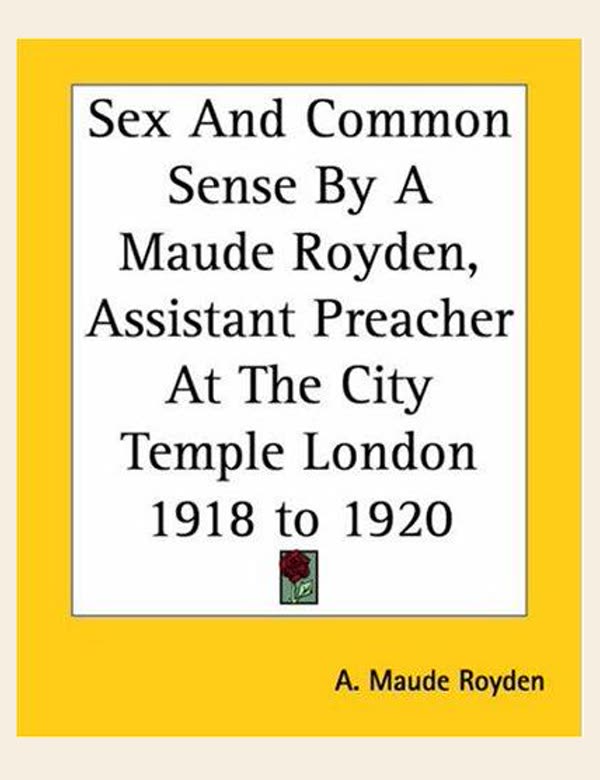 Sex And Common
Sense By A
Maude Royden,
Assistant Preacher
At The City
Temple London
1918 to 1920
A. Maude Royden